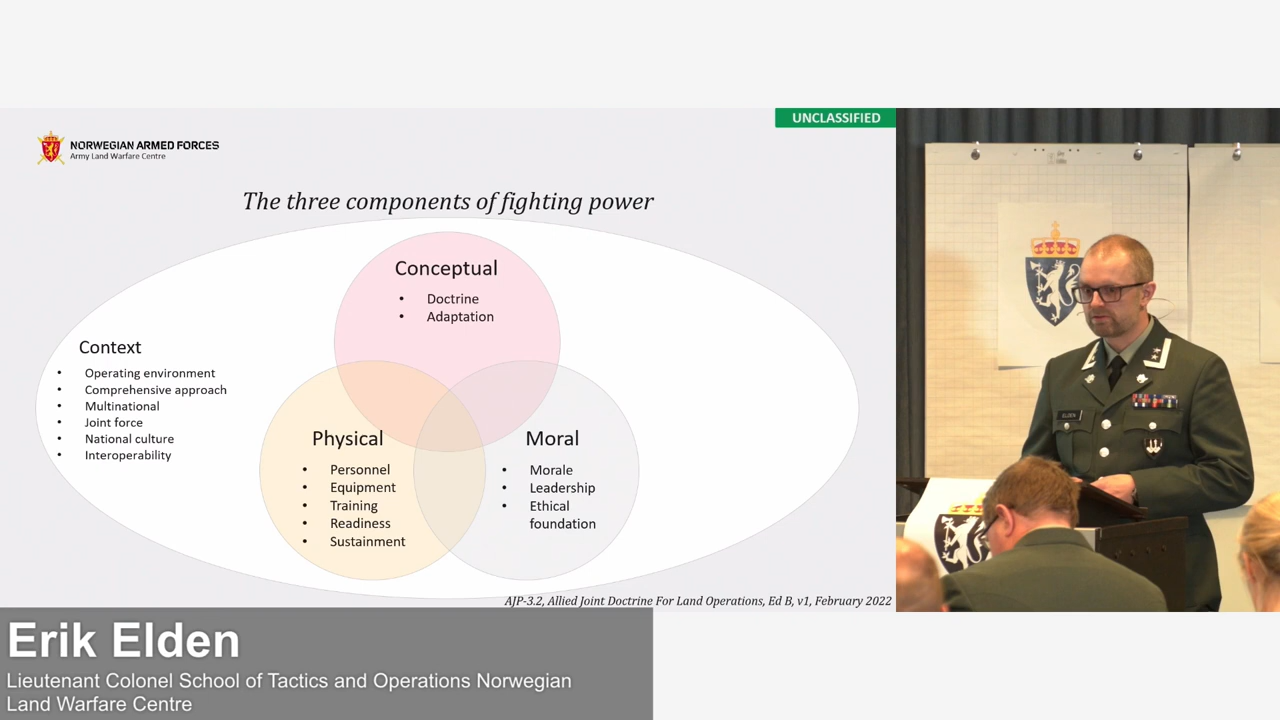 UNCLASSIFIED
NORWEGIAN ARMED FORCES
Army Land Warfare Centre
The three components of fighting power
Conceptual
• Doctrine
• Adaptation
Context
• Operating environment
• Comprehensive approach
• Multinational
• Joint force
• National culture
• Interoperability
Physical
• Personnel
• Equipment
• Training
• Readiness
• Sustainment
Moral
• Morale
• Leadership
• Ethical
foundation
AJP-3.2, Allied Joint Doctrine For Land Operations, Ed B, v1, February 2022
ELDEN
Erik Elden
Lieutenant Colonel School of Tactics and Operations Norwegian
Land Warfare Centre